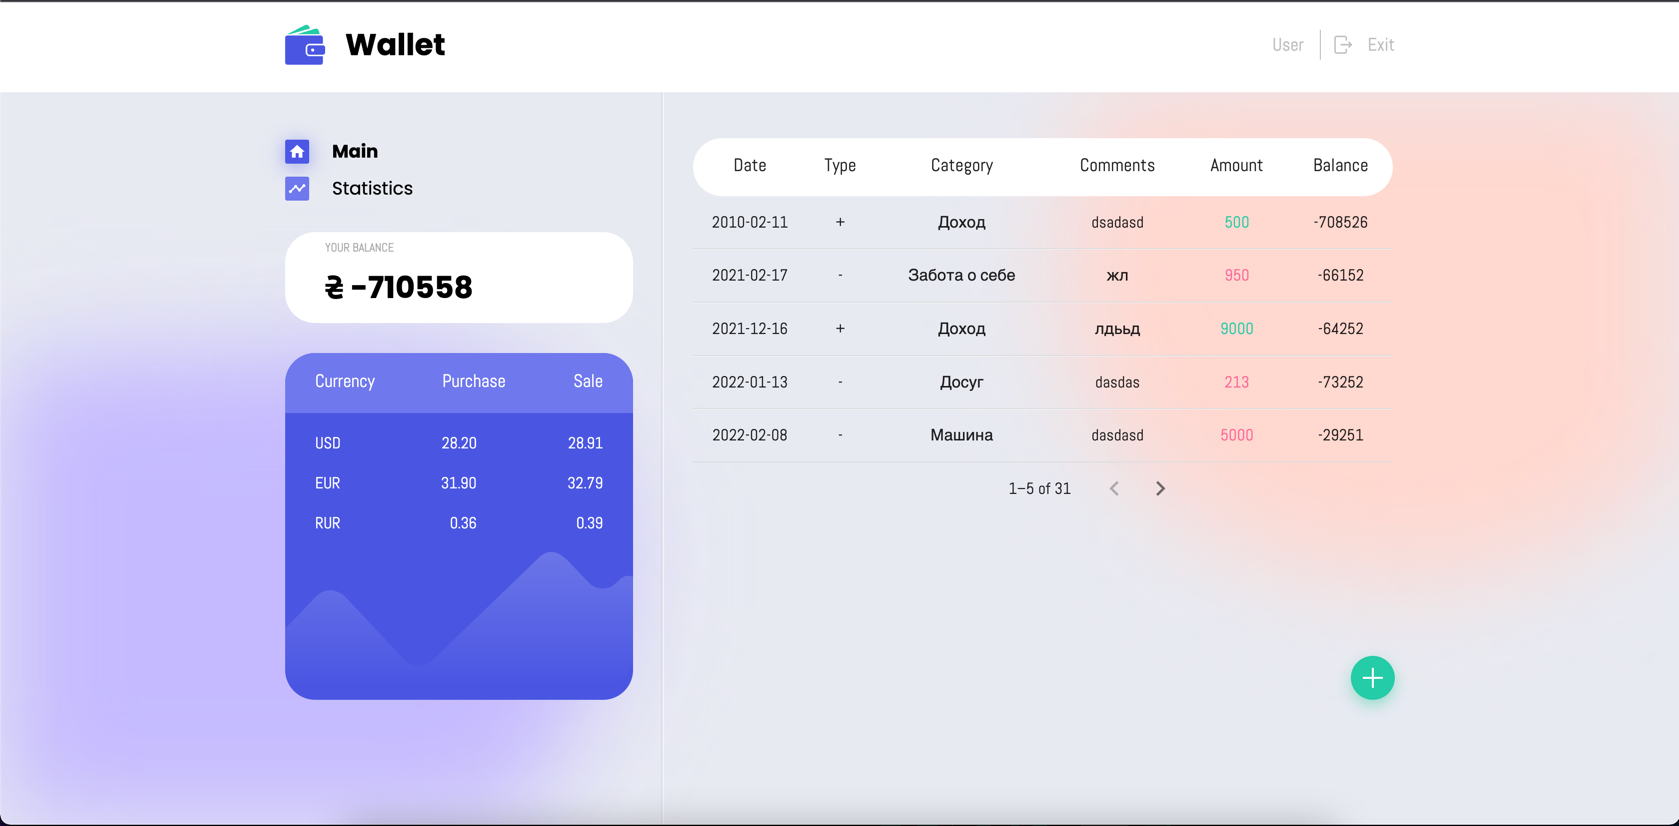 Wallet
User Exit
Main
Statistics
YOUR BALANCE
₴ -710558
Currency Purchase Sale
USD 28.20 28.91
EUR 31.90 32.79
RUR 0.36 0.39
Date Type Category Comments Amount Balance
2010-02-11 + Доход dsadasd 500 -708526
2021-02-17 - Забота о себе жл 950 -66152
2021-12-16 + Доход лдььд 9000 -64252
2022-01-13 - Досуг dasdas 213 -73252
2022-02-08 - Машина dasdasd 5000 -29251
1–5 of 31